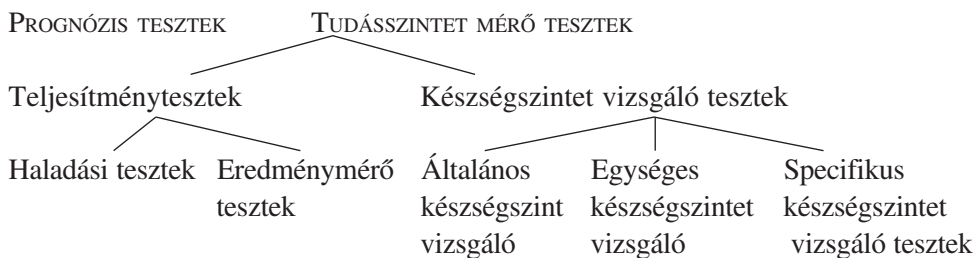 PROGNÓZIS TESZTEK TUDÁSSZINTET MÉRŐ TESZTEK
Teljesítménytesztek Készségszintet vizsgáló tesztek
Haladási tesztek Eredménymérő Általános Egységes Specifikus
tesztek készségszint készségszintet készségszintet
vizsgáló vizsgáló vizsgáló tesztek